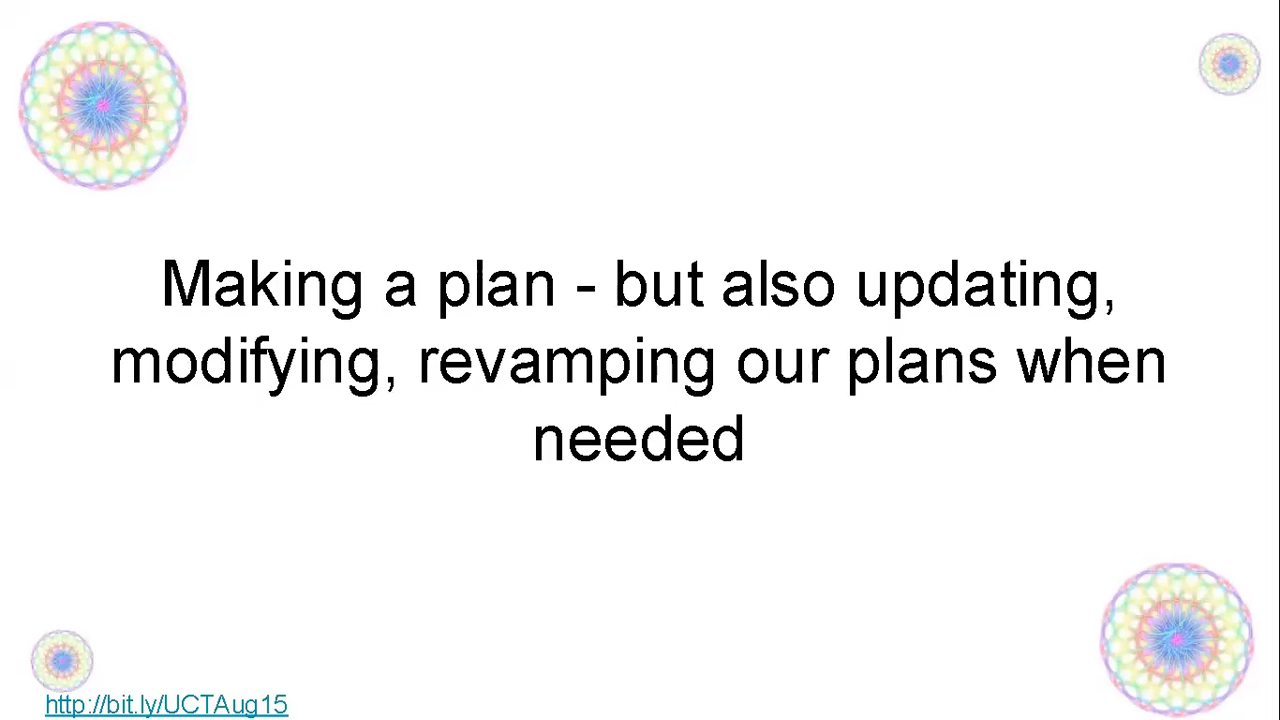 Making a plan - but also updating,
modifying, revamping our plans when
needed
http://bit.ly/UCTAug15